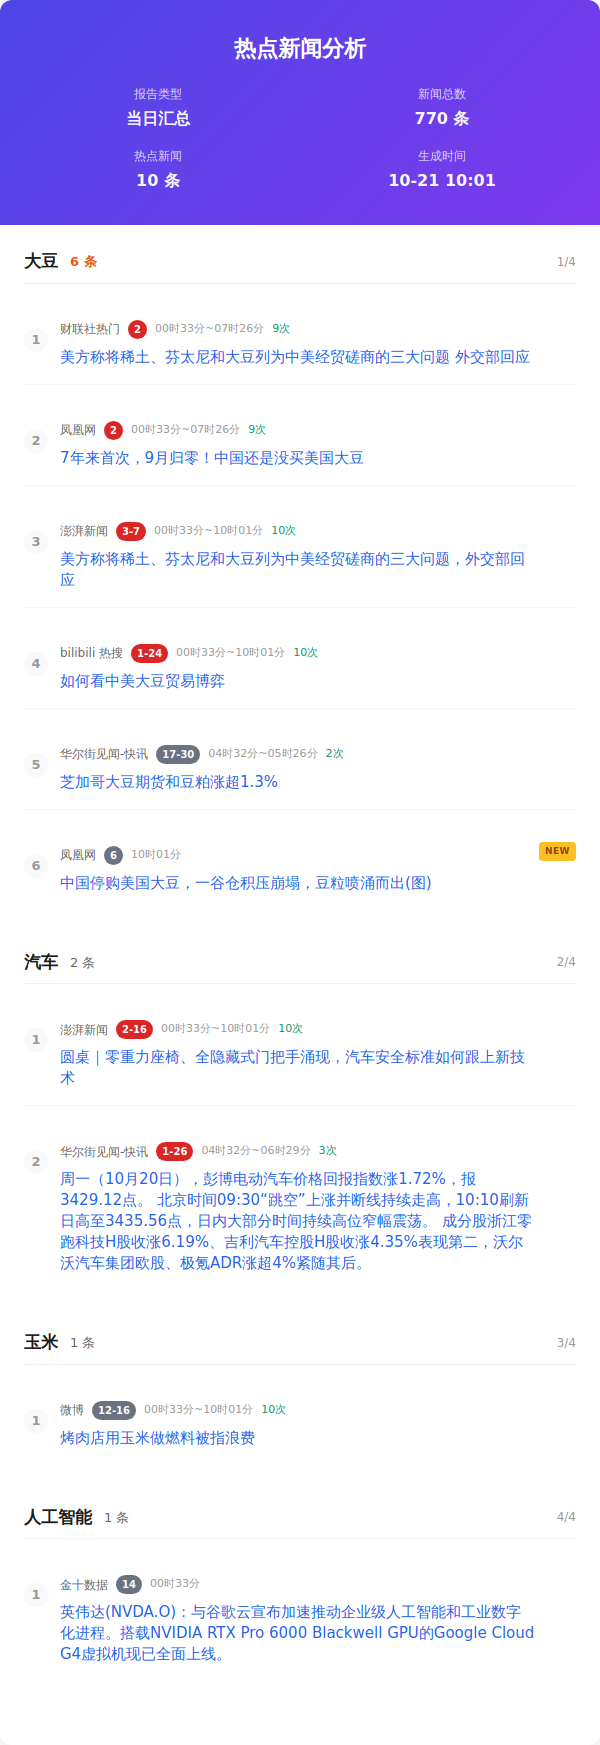 热点新闻分析
报告类型
当日汇总
新闻总数
770 条
热点新闻
10 条
生成时间
10-21 10:01
大豆 6 条 1/4
1
财联社热门 2 00时33分~07时26分 9次
美方称将稀土、芬太尼和大豆列为中美经贸磋商的三大问题 外交部回应
2
凤凰网 2 00时33分~07时26分 9次
7年来首次，9月归零！中国还是没买美国大豆
3
澎湃新闻 3-7 00时33分~10时01分 10次
美方称将稀土、芬太尼和大豆列为中美经贸磋商的三大问题，外交部回
应
4
bilibili 热搜 1-24 00时33分~10时01分 10次
如何看中美大豆贸易博弈
5
华尔街见闻-快讯 17-30 04时32分~05时26分 2次
芝加哥大豆期货和豆粕涨超1.3%
6
凤凰网 6 10时01分 NEW
中国停购美国大豆，一谷仓积压崩塌，豆粒喷涌而出(图)
汽车 2 条 2/4
1
澎湃新闻 2-16 00时33分~10时01分 10次
圆桌｜零重力座椅、全隐藏式门把手涌现，汽车安全标准如何跟上新技
术
2
华尔街见闻-快讯 1-26 04时32分~06时29分 3次
周一（10月20日），彭博电动汽车价格回报指数涨1.72%，报
3429.12点。 北京时间09:30“跳空”上涨并断线持续走高，10:10刷新
日高至3435.56点，日内大部分时间持续高位窄幅震荡。 成分股浙江零
跑科技H股收涨6.19%、吉利汽车控股H股收涨4.35%表现第二，沃尔
沃汽车集团欧股、极氪ADR涨超4%紧随其后。
玉米 1 条 3/4
1
微博 12-16 00时33分~10时01分 10次
烤肉店用玉米做燃料被指浪费
人工智能 1 条 4/4
1
金十数据 14 00时33分
英伟达(NVDA.O)：与谷歌云宣布加速推动企业级人工智能和工业数字
化进程。搭载NVIDIA RTX Pro 6000 Blackwell GPU的Google Cloud
G4虚拟机现已全面上线。